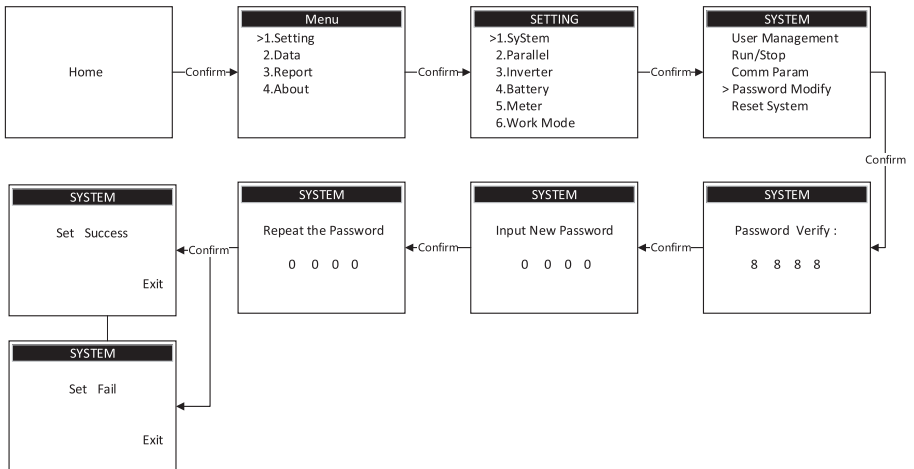 Home
Confirm
Menu
>1.Setting
2.Data
3.Report
4.About
Confirm
SETTING
>1.SyStem
2.Parallel
3.Inverter
4.Battery
5.Meter
6.Work Mode
Confirm
SYSTEM
User Management
Run/Stop
Comm Param
> Password Modify
Reset System
Confirm
SYSTEM
Password Verify :
8 8 8 8
Confirm
SYSTEM
Input New Password
0 0 0 0
Confirm
SYSTEM
Repeat the Password
0 0 0 0
Confirm
SYSTEM
Set Success
Exit
SYSTEM
Set Fail
Exit